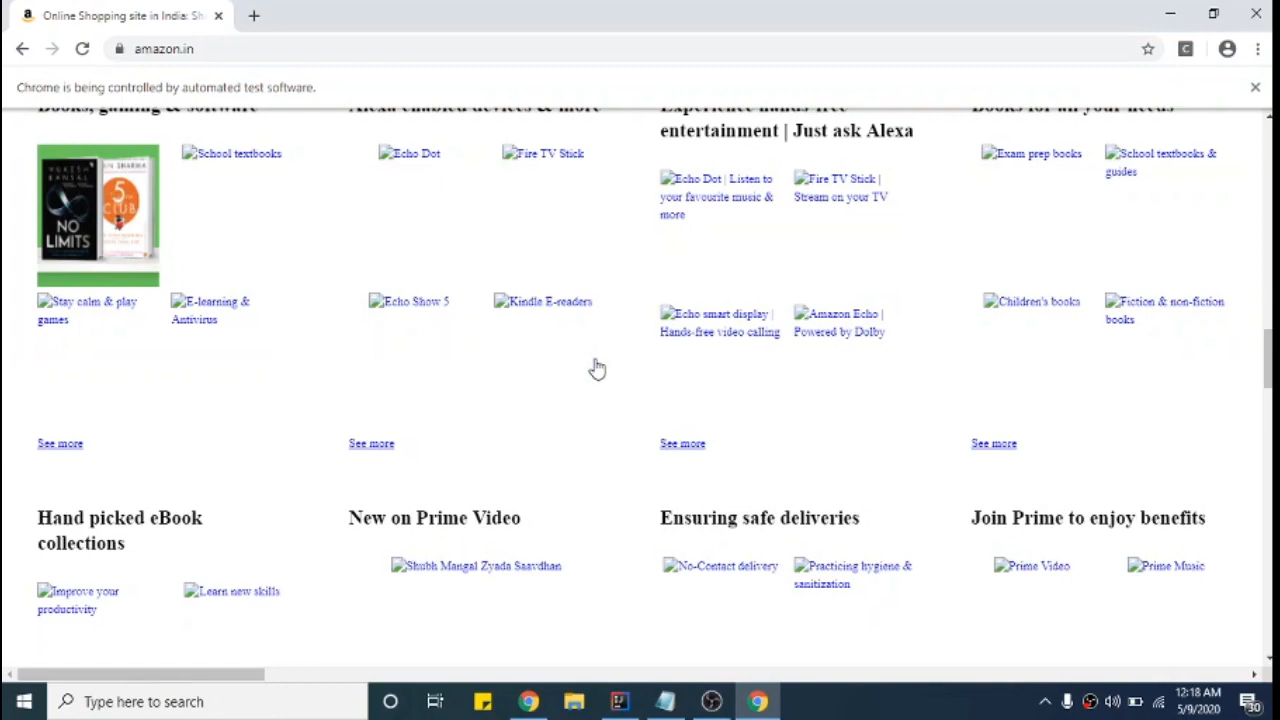 Online Shopping site in India: Sh
amazon.in
Chrome is being controlled by automated test software.
Books, gaming & software
Alexa enabled devices & more
Experience hands-free
entertainment | Just ask Alexa
Books for all your needs
NO
LIMITS
SHARMA
5
CLUB
School textbooks
Echo Dot
Fire TV Stick
Echo Dot | Listen to
your favourite music &
more
Fire TV Stick |
Stream on your TV
Exam prep books
School textbooks &
guides
Stay calm & play
games
E-learning &
Antivirus
Echo Show 5
Kindle E-readers
Echo smart display |
Hands-free video calling
Amazon Echo |
Powered by Dolby
Children's books
Fiction & non-fiction
books
See more
See more
See more
See more
Hand picked eBook
collections
New on Prime Video
Ensuring safe deliveries
Join Prime to enjoy benefits
Improve your
productivity
Learn new skills
Shubh Mangal Zyada Saavdhan
No-Contact delivery
Practicing hygiene &
sanitization
Prime Video
Prime Music
Type here to search
12:18 AM
5/9/2020
30